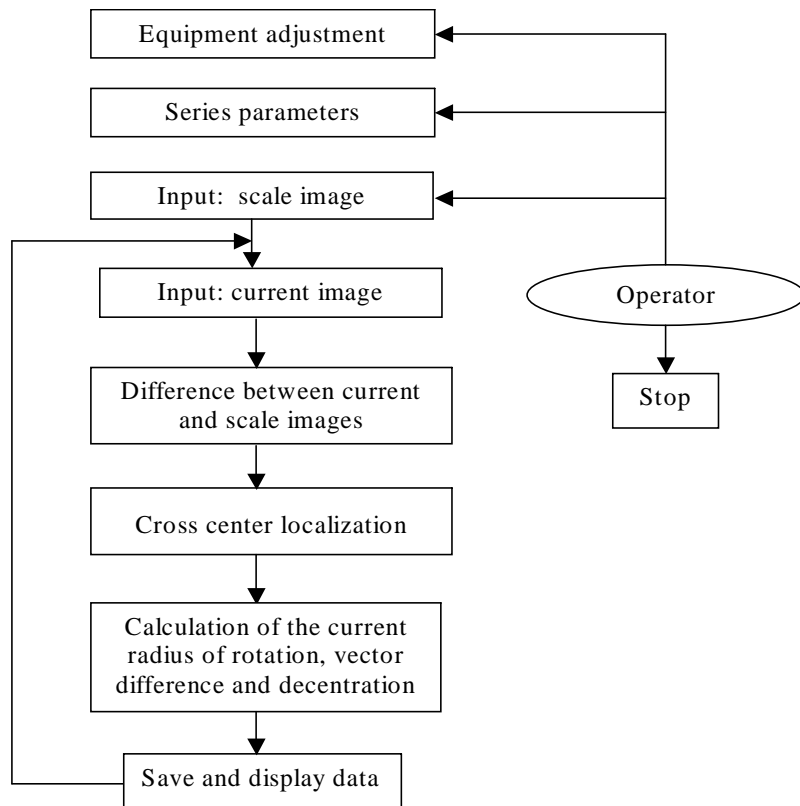 Equipment adjustment
Series parameters
Input: scale image
Input: current image
Operator
Difference between current
and scale images
Stop
Cross center localization
Calculation of the current
radius of rotation, vector
difference and decentration
Save and display data